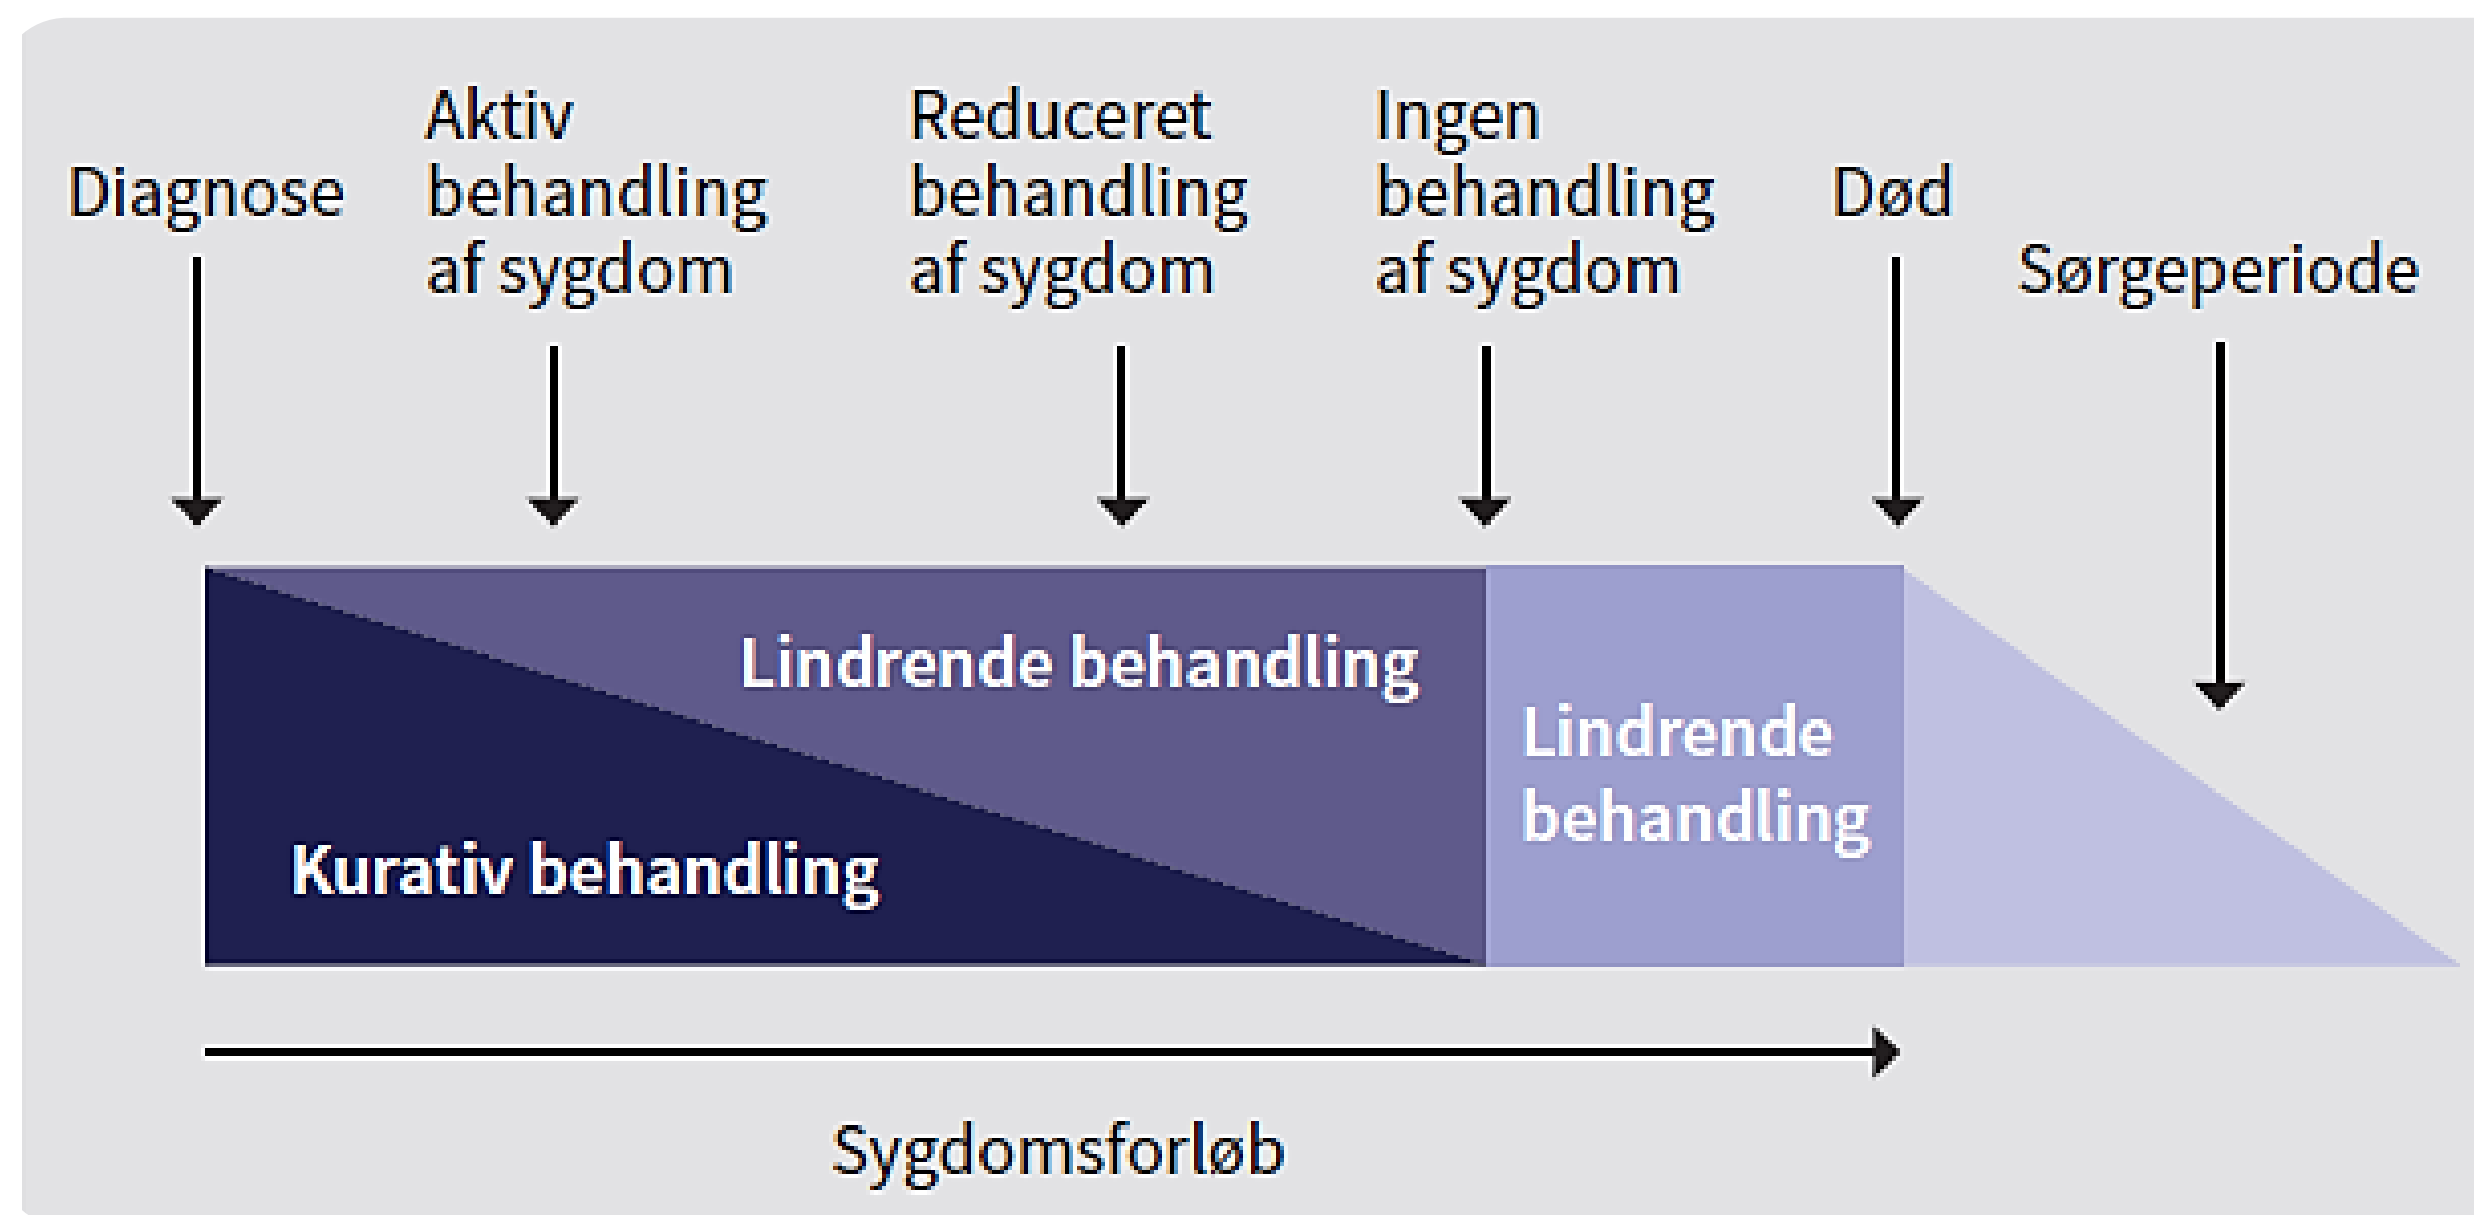 Diagnose
Aktiv
behandling
af sygdom
Reduceret
behandling
af sygdom
Ingen
behandling
af sygdom
Død
Sørgeperiode
Lindrende behandling
Kurativ behandling
Lindrende
behandling
Sygdomsforløb